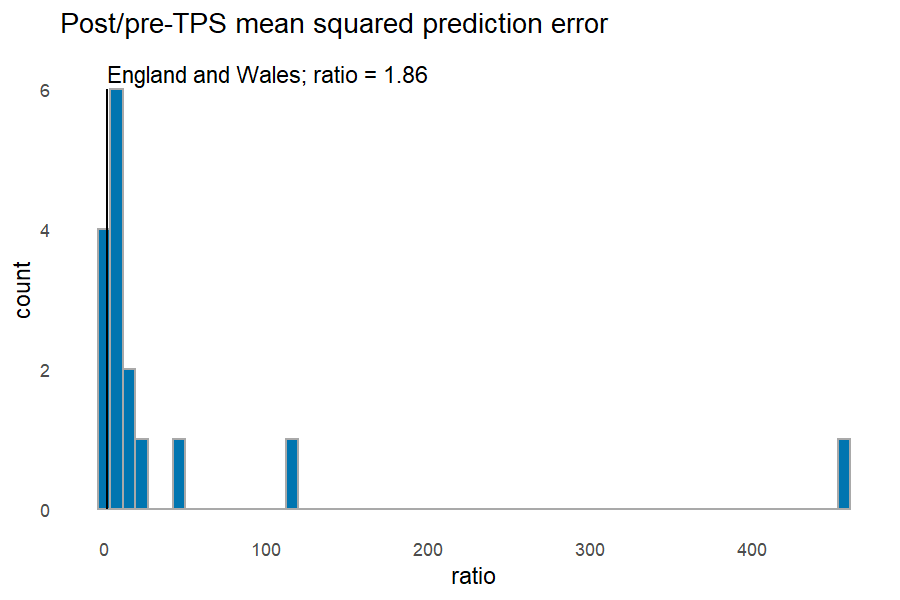 Post/pre-TPS mean squared prediction error
England and Wales; ratio = 1.86
6
4
2
0
count
0 100 200 300 400
ratio